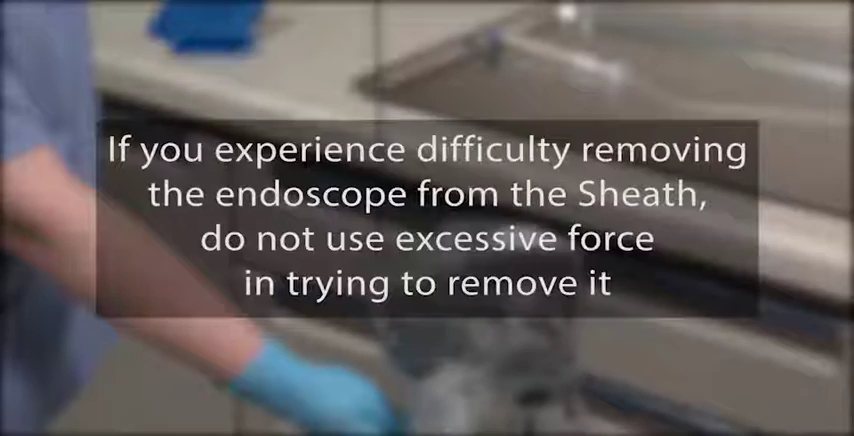 If you experience difficulty removing
the endoscope from the Sheath,
do not use excessive force
in trying to remove it